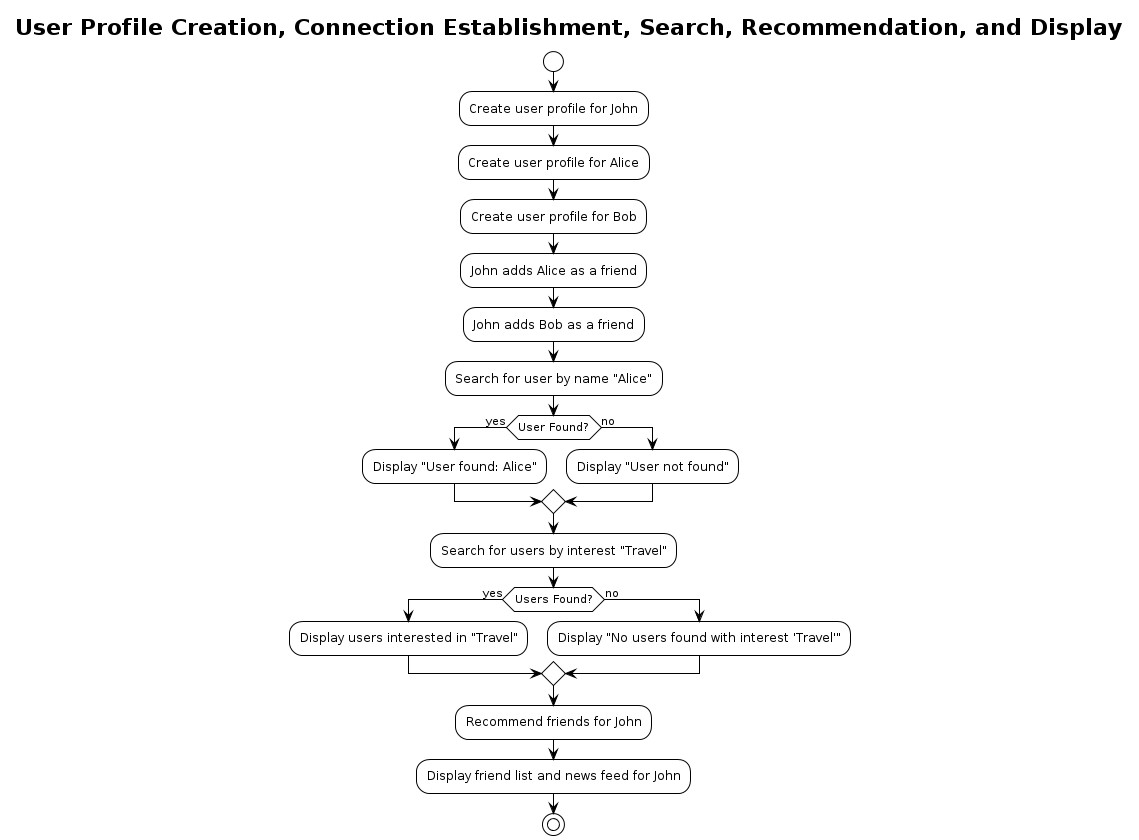 User Profile Creation, Connection Establishment, Search, Recommendation, and Display
Create user profile for John
Create user profile for Alice
Create user profile for Bob
John adds Alice as a friend
John adds Bob as a friend
Search for user by name "Alice"
yes
User Found?
no
Display "User found: Alice"
Display "User not found"
Search for users by interest "Travel"
yes
Users Found?
no
Display users interested in "Travel"
Display "No users found with interest 'Travel'"
Recommend friends for John
Display friend list and news feed for John